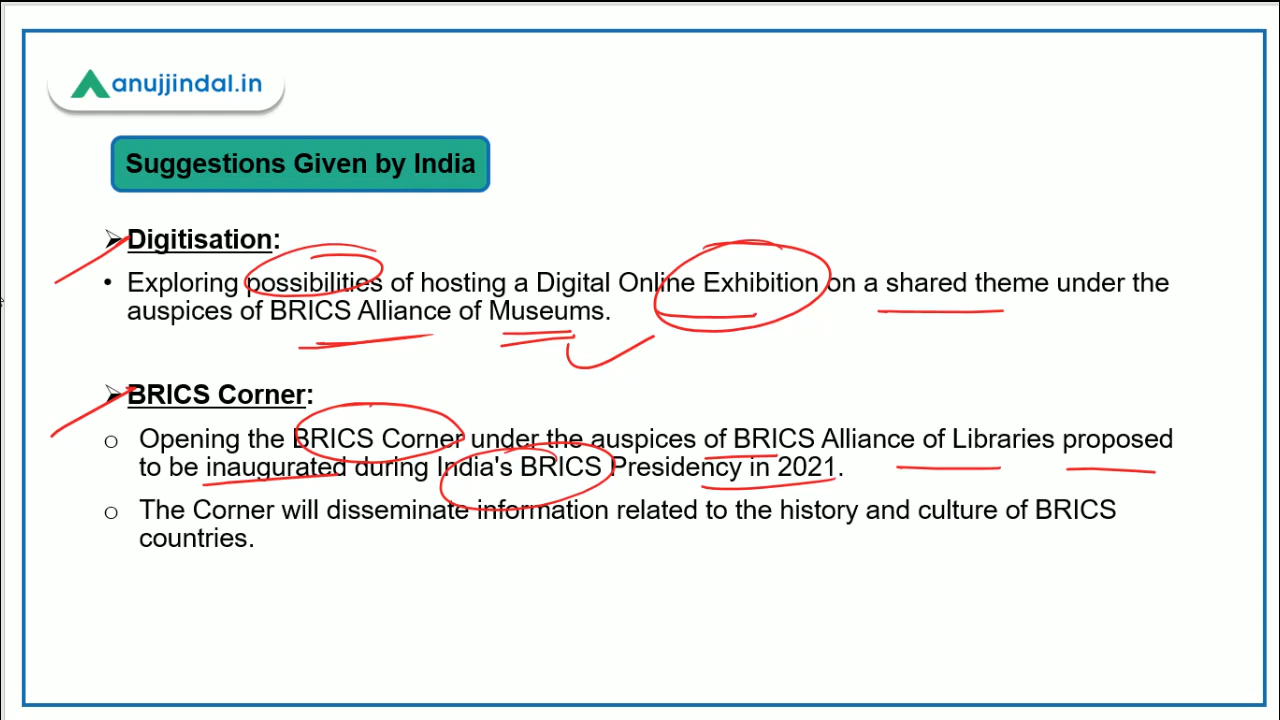 anujjindal.in
Suggestions Given by India
➢ Digitisation:
• Exploring possibilities of hosting a Digital Online Exhibition on a shared theme under the
auspices of BRICS Alliance of Museums.
➢ BRICS Corner:
o Opening the BRICS Corner under the auspices of BRICS Alliance of Libraries proposed
to be inaugurated during India's BRICS Presidency in 2021.
o The Corner will disseminate information related to the history and culture of BRICS
countries.